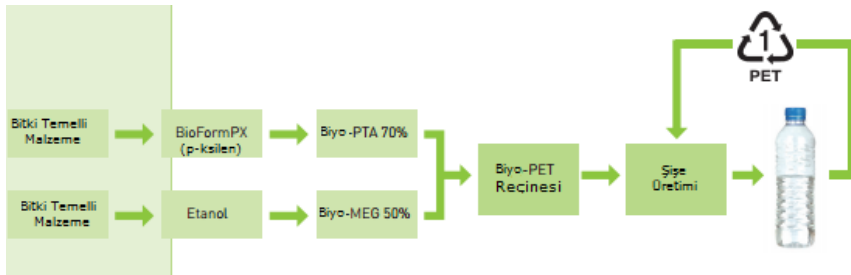 1
PET
Bitki Temelli
Malzeme
BioFormPX
(p-ksilen)
Biyo-PTA 70%
Biyo-PET
Reçinesi
Şişe
Üretimi
Bitki Temelli
Malzeme
Etanol
Biyo-MEG 50%